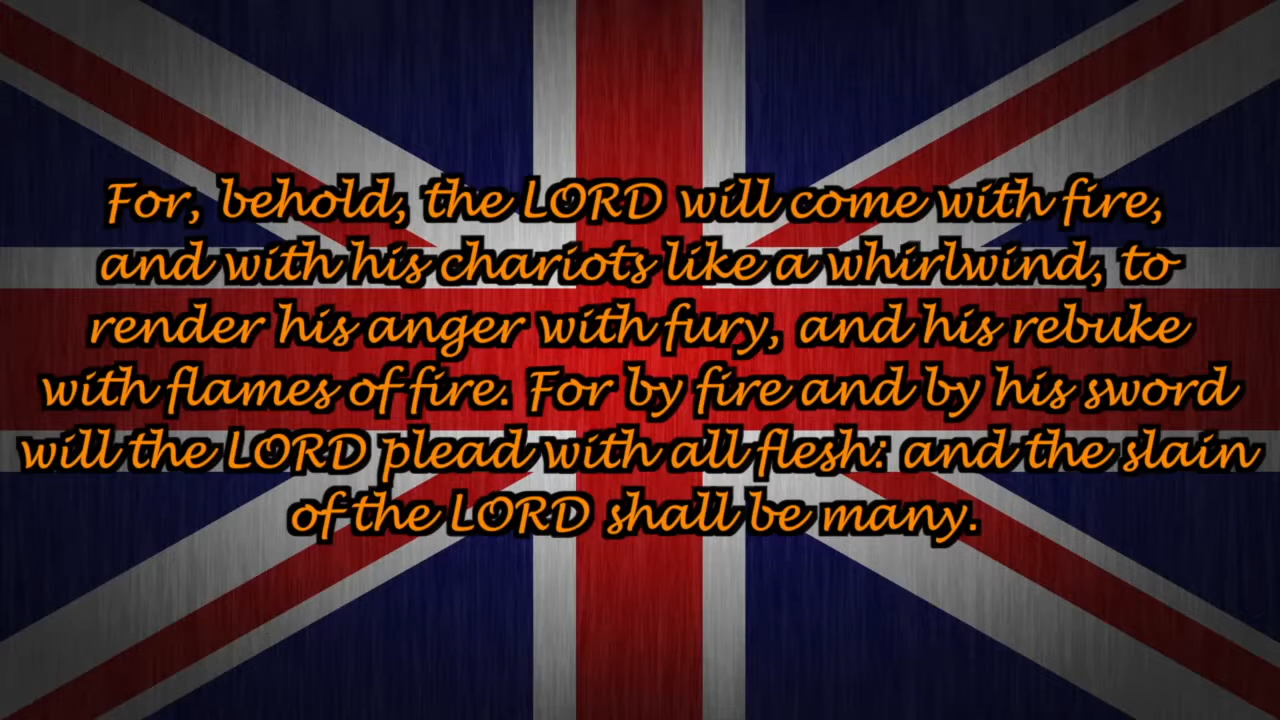 For, behold, the LORD will come with fire,
and with his chariots like a whirlwind, to
render his anger with fury, and his rebuke
with flames of fire. For by fire and by his sword
will the LORD plead with all flesh: and the slain
of the LORD shall be many.